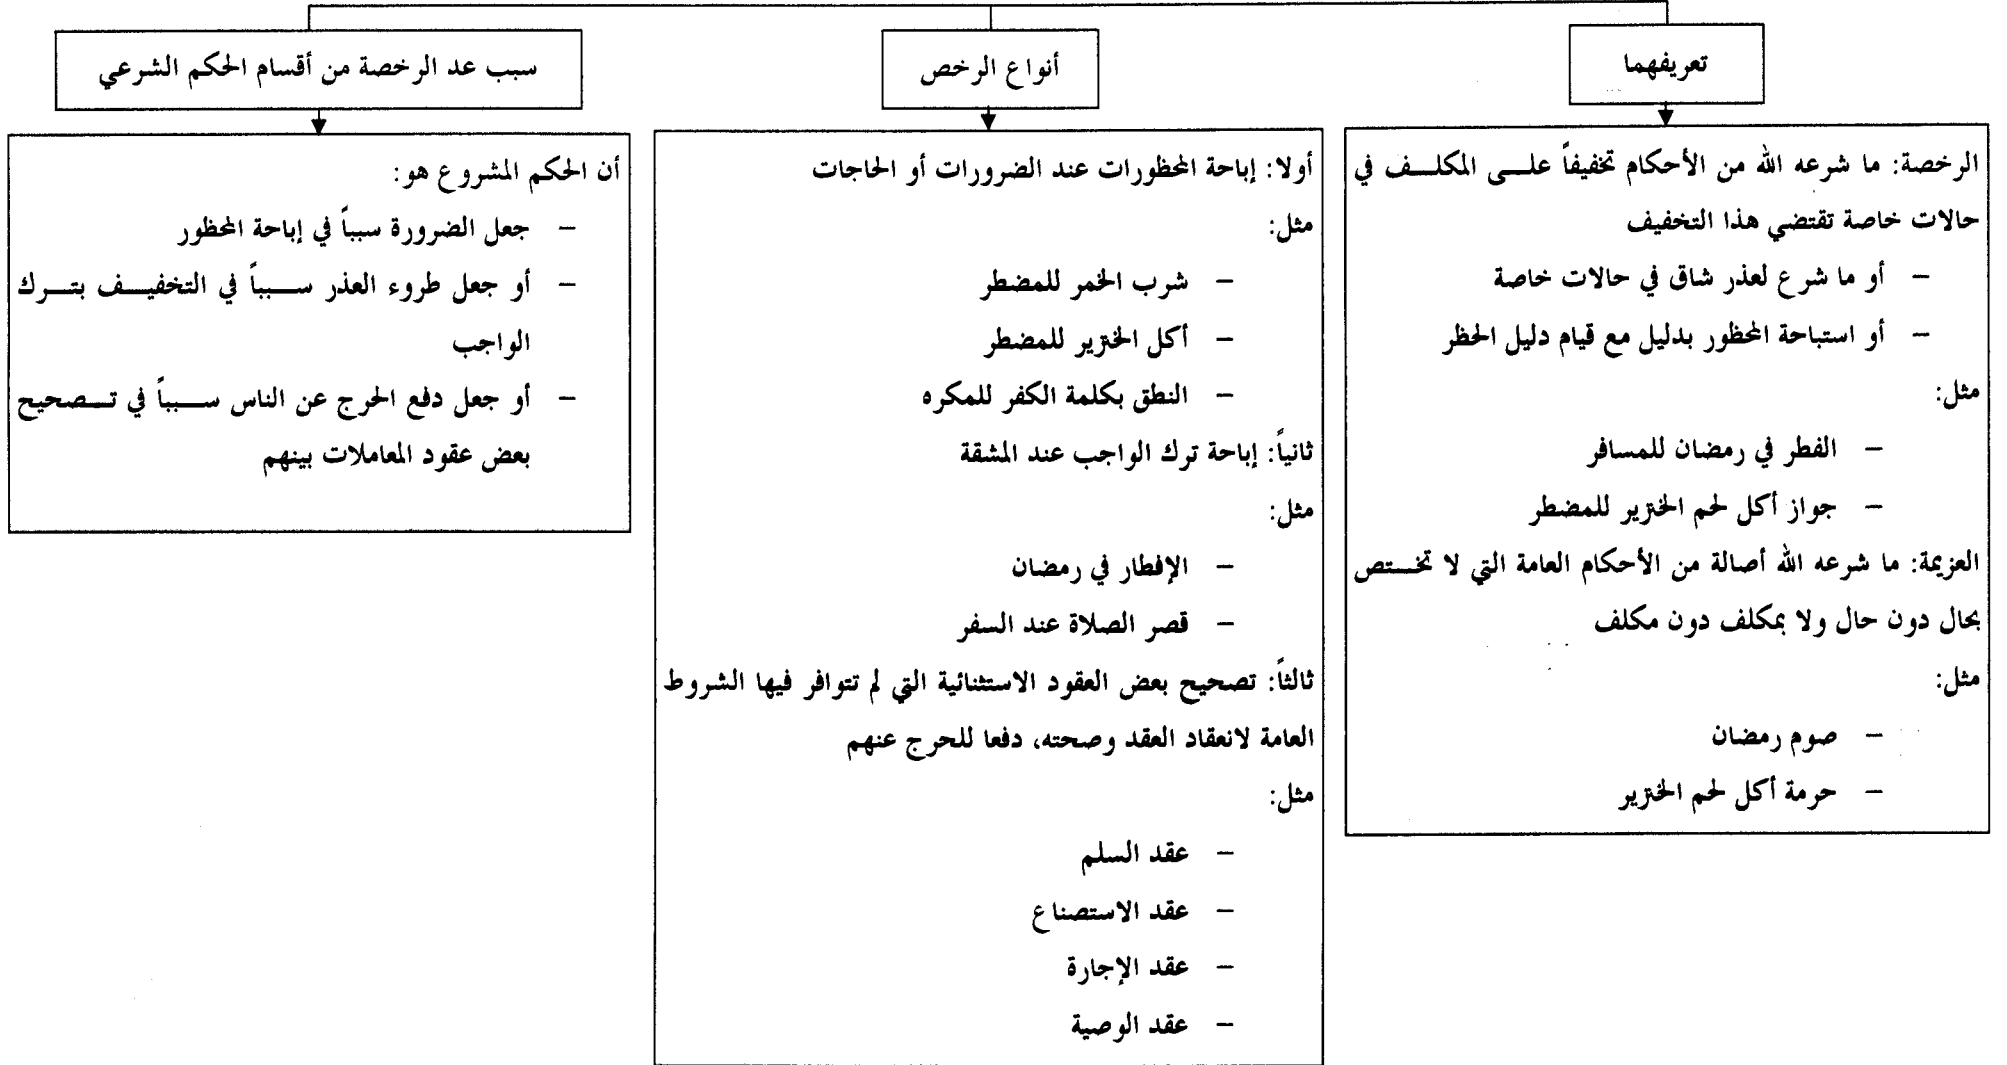 تعريفهما
الرخصة: ما شرعه الله من الأحكام تخفيفاً على المكلف في
حالات خاصة تقتضي هذا التخفيف
– أو ما شرع لعذر شاق في حالات خاصة
– أو استباحة المحظور بدليل مع قيام دليل الحظر
مثل:
– الفطر في رمضان للمسافر
– جواز أكل لحم الخنزير للمضطر
العزيمة: ما شرعه الله أصالة من الأحكام العامة التي لا تختص
بحال دون حال ولا بمكلف دون مكلف
مثل:
– صوم رمضان
– حرمة أكل لحم الخنزير
أنواع الرخص
أولا: إباحة المحظورات عند الضرورات أو الحاجات
مثل:
– شرب الخمر للمضطر
– أكل الخنزير للمضطر
– النطق بكلمة الكفر للمكره
ثانياً: إباحة ترك الواجب عند المشقة
مثل:
– الإفطار في رمضان
– قصر الصلاة عند السفر
ثالثاً: تصحيح بعض العقود الاستثنائية التي لم تتوافر فيها الشروط
العامة لانعقاد العقد وصحته، دفعا للحرج عنهم
مثل:
– عقد السلم
– عقد الاستصناع
– عقد الإجارة
– عقد الوصية
سبب عد الرخصة من أقسام الحكم الشرعي
أن الحكم المشروع هو:
– جعل الضرورة سبباً في إباحة المحظور
– أو جعل طروء العذر سبباً في التخفيف بترك
الواجب
– أو جعل دفع الحرج عن الناس سبباً في تصحيح
بعض عقود المعاملات بينهم